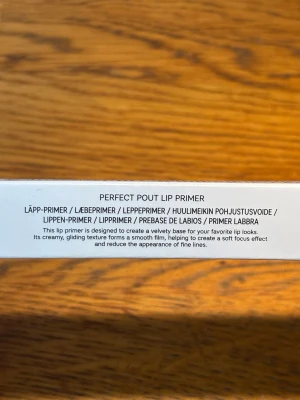 PERFECT POUT LIP PRIMER
LÄPP-PRIMER / LÆBEPRIMER / LEPPEPRIMER / HUULIMEIKIN POHJUSTUSVOIDE /
LIPPEN-PRIMER / LIPPRIMER / PREBASE DE LABIOS / PRIMER LABBRA
This lip primer is designed to create a velvety base for your favorite lip looks.
Its creamy, gliding texture forms a smooth film, helping to create a soft focus effect
and reduce the appearance of fine lines.